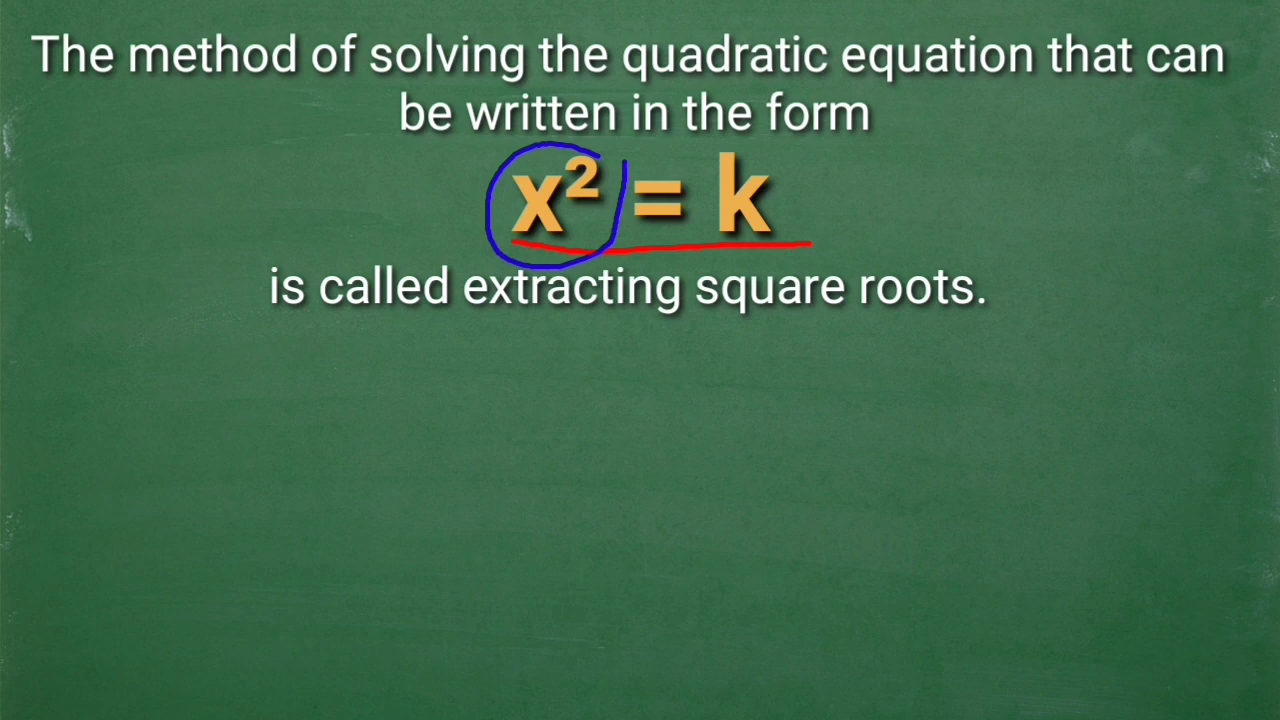 The method of solving the quadratic equation that can
be written in the form
x² = k
is called extracting square roots.